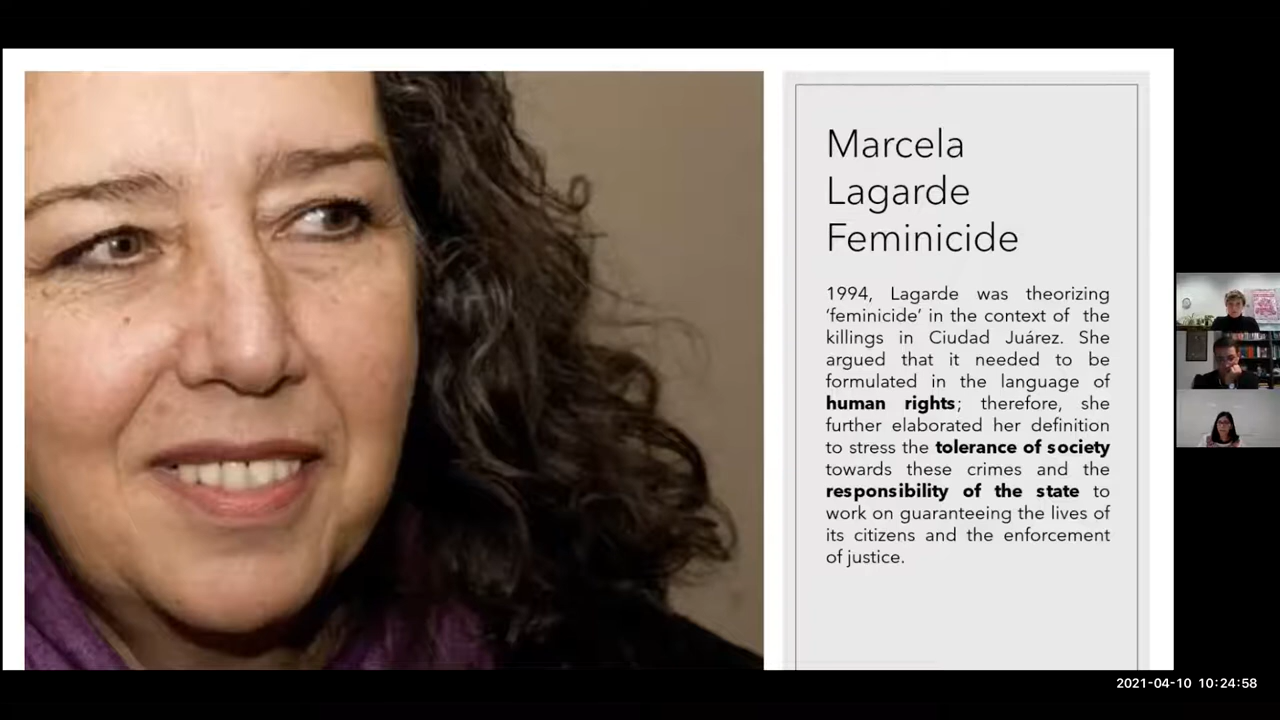 Marcela
Lagarde
Feminicide
1994, Lagarde was theorizing
‘feminicide’ in the context of the
killings in Ciudad Juárez. She
argued that it needed to be
formulated in the language of
human rights; therefore, she
further elaborated her definition
to stress the tolerance of society
towards these crimes and the
responsibility of the state to
work on guaranteeing the lives of
its citizens and the enforcement
of justice.
2021-04-10 10:24:58